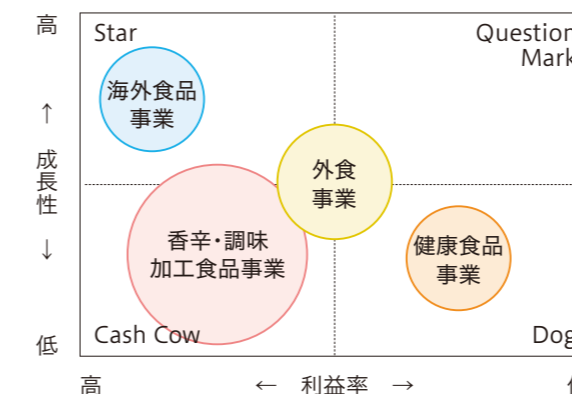 高
Star
Question
Mark
海外食品
事業
↑
成長性
↓
外食
事業
香辛・調味
加工食品事業
健康食品
事業
低
Cash Cow
Dog
高
← 利益率 →